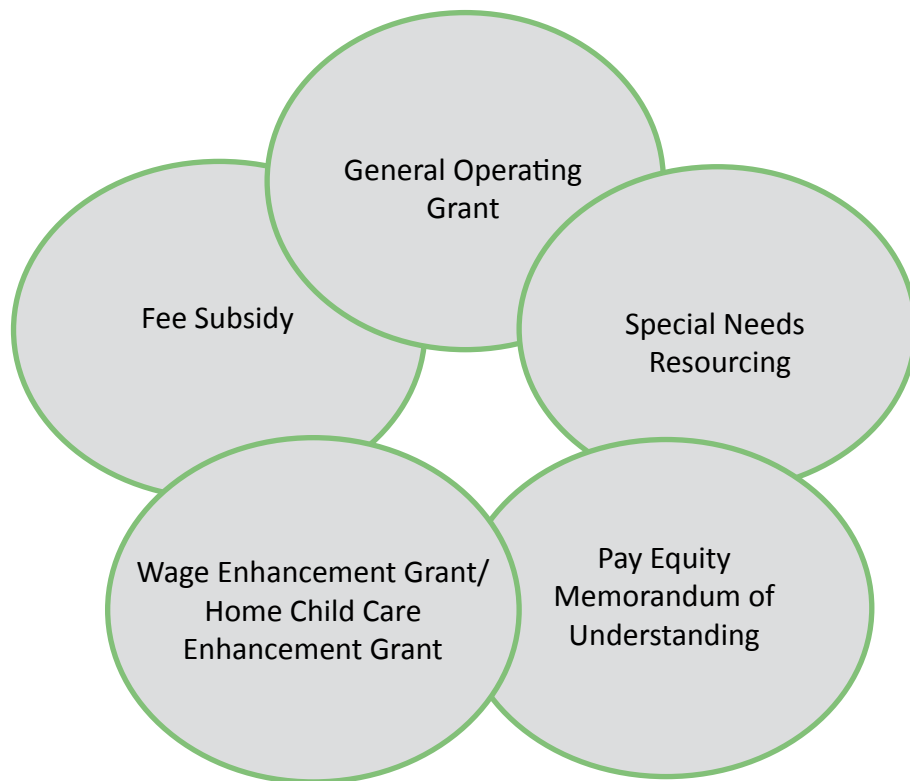 General Operating
Grant
Fee Subsidy
Special Needs
Resourcing
Wage Enhancement Grant/
Home Child Care
Enhancement Grant
Pay Equity
Memorandum of
Understanding